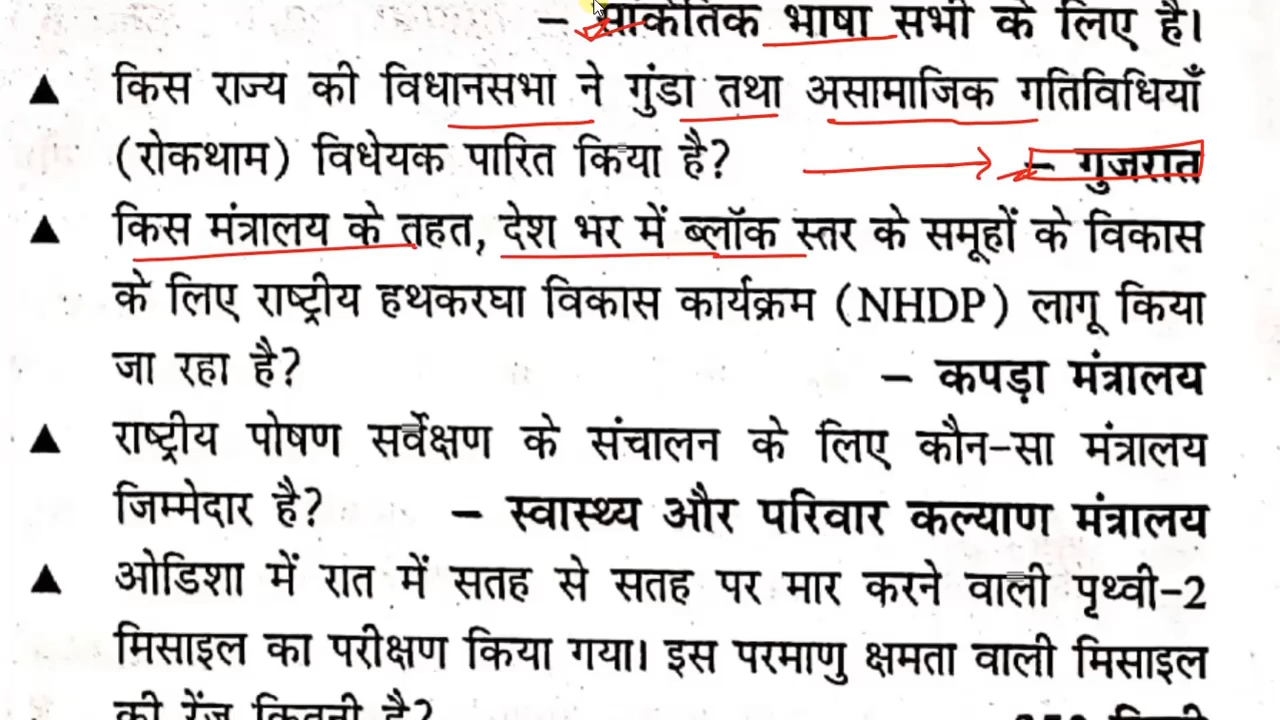 – सांकेतिक भाषा सभी के लिए है।
▲ किस राज्य की विधानसभा ने गुंडा तथा असामाजिक गतिविधियाँ
(रोकथाम) विधेयक पारित किया है? – गुजरात
▲ किस मंत्रालय के तहत, देश भर में ब्लॉक स्तर के समूहों के विकास
के लिए राष्ट्रीय हथकरघा विकास कार्यक्रम (NHDP) लागू किया
जा रहा है? – कपड़ा मंत्रालय
▲ राष्ट्रीय पोषण सर्वेक्षण के संचालन के लिए कौन-सा मंत्रालय
जिम्मेदार है? – स्वास्थ्य और परिवार कल्याण मंत्रालय
▲ ओडिशा में रात में सतह से सतह पर मार करने वाली पृथ्वी-2
मिसाइल का परीक्षण किया गया। इस परमाणु क्षमता वाली मिसाइल
की रेंज कितनी है?